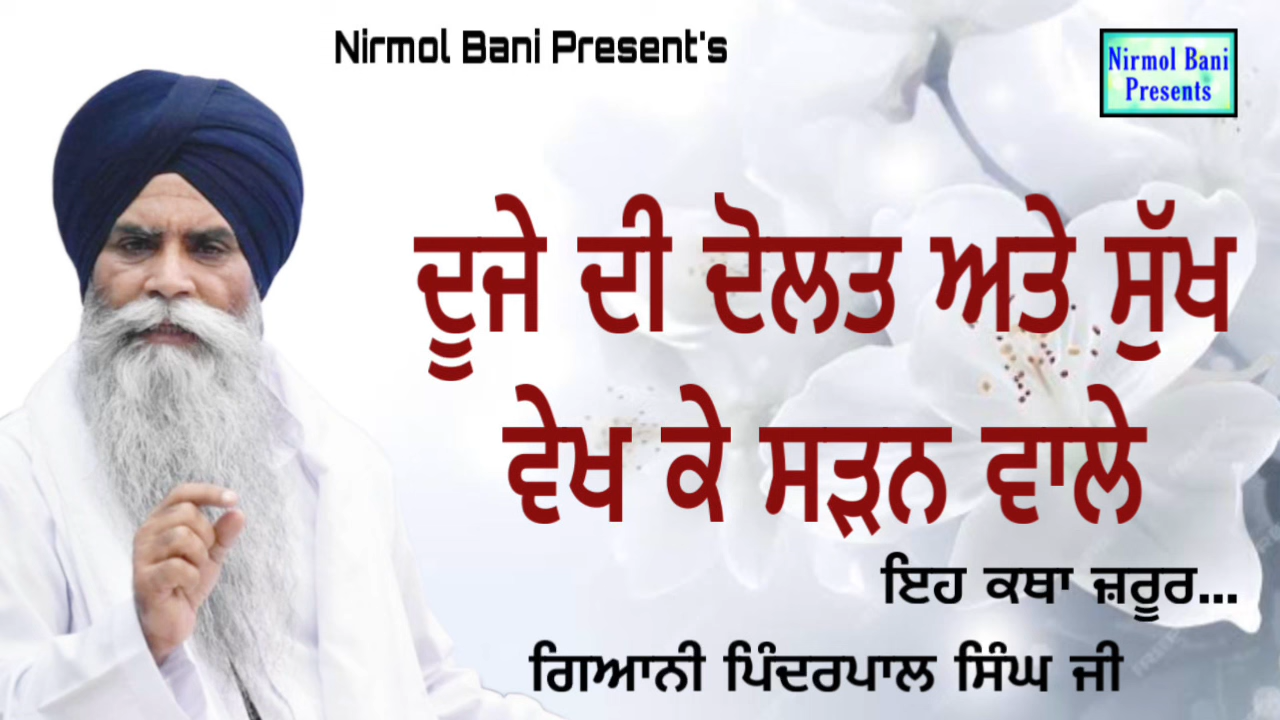 Nirmol Bani Present's
Nirmol Bani
Presents
ਦੂਜੇ ਦੀ ਦੋਲਤ ਅਤੇ ਸੁੱਖ
ਵੇਖ ਕੇ ਸੜਨ ਵਾਲੇ
ਇਹ ਕਥਾ ਜ਼ਰੂਰ...
ਗਿਆਨੀ ਪਿੰਦਰਪਾਲ ਸਿੰਘ ਜੀ